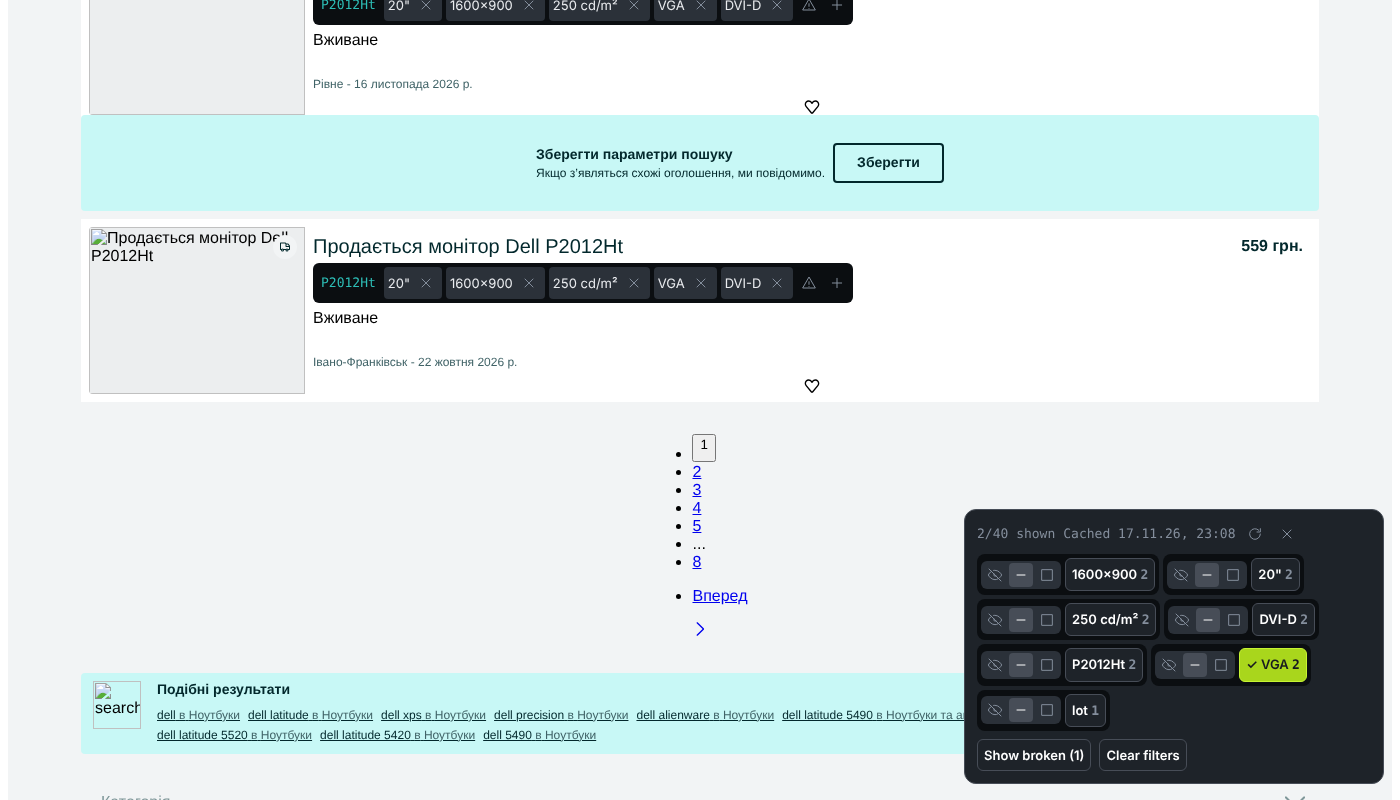 P2012Ht 20" 1600×900 250 cd/m² VGA DVI-D
Вживане
Рівне - 16 листопада 2026 р.
Зберегти параметри пошуку
Якщо з’являться схожі оголошення, ми повідомимо.
Зберегти
Продається монітор Dell P2012Ht
Продається монітор Dell P2012Ht
559 грн.
P2012Ht 20" 1600×900 250 cd/m² VGA DVI-D
Вживане
Івано-Франківськ - 22 жовтня 2026 р.
1
2
3
4
5
...
8
Вперед
Подібні результати
search
dell в Ноутбуки dell latitude в Ноутбуки dell xps в Ноутбуки dell precision в Ноутбуки dell alienware в Ноутбуки dell latitude 5490 в Ноутбуки та
dell latitude 5520 в Ноутбуки dell latitude 5420 в Ноутбуки dell 5490 в Ноутбуки
Категорія
2/40 shown Cached 17.11.26, 23:08
1600×900 2 20" 2
250 cd/m² 2 DVI-D 2
P2012Ht 2 VGA 2
lot 1
Show broken (1) Clear filters